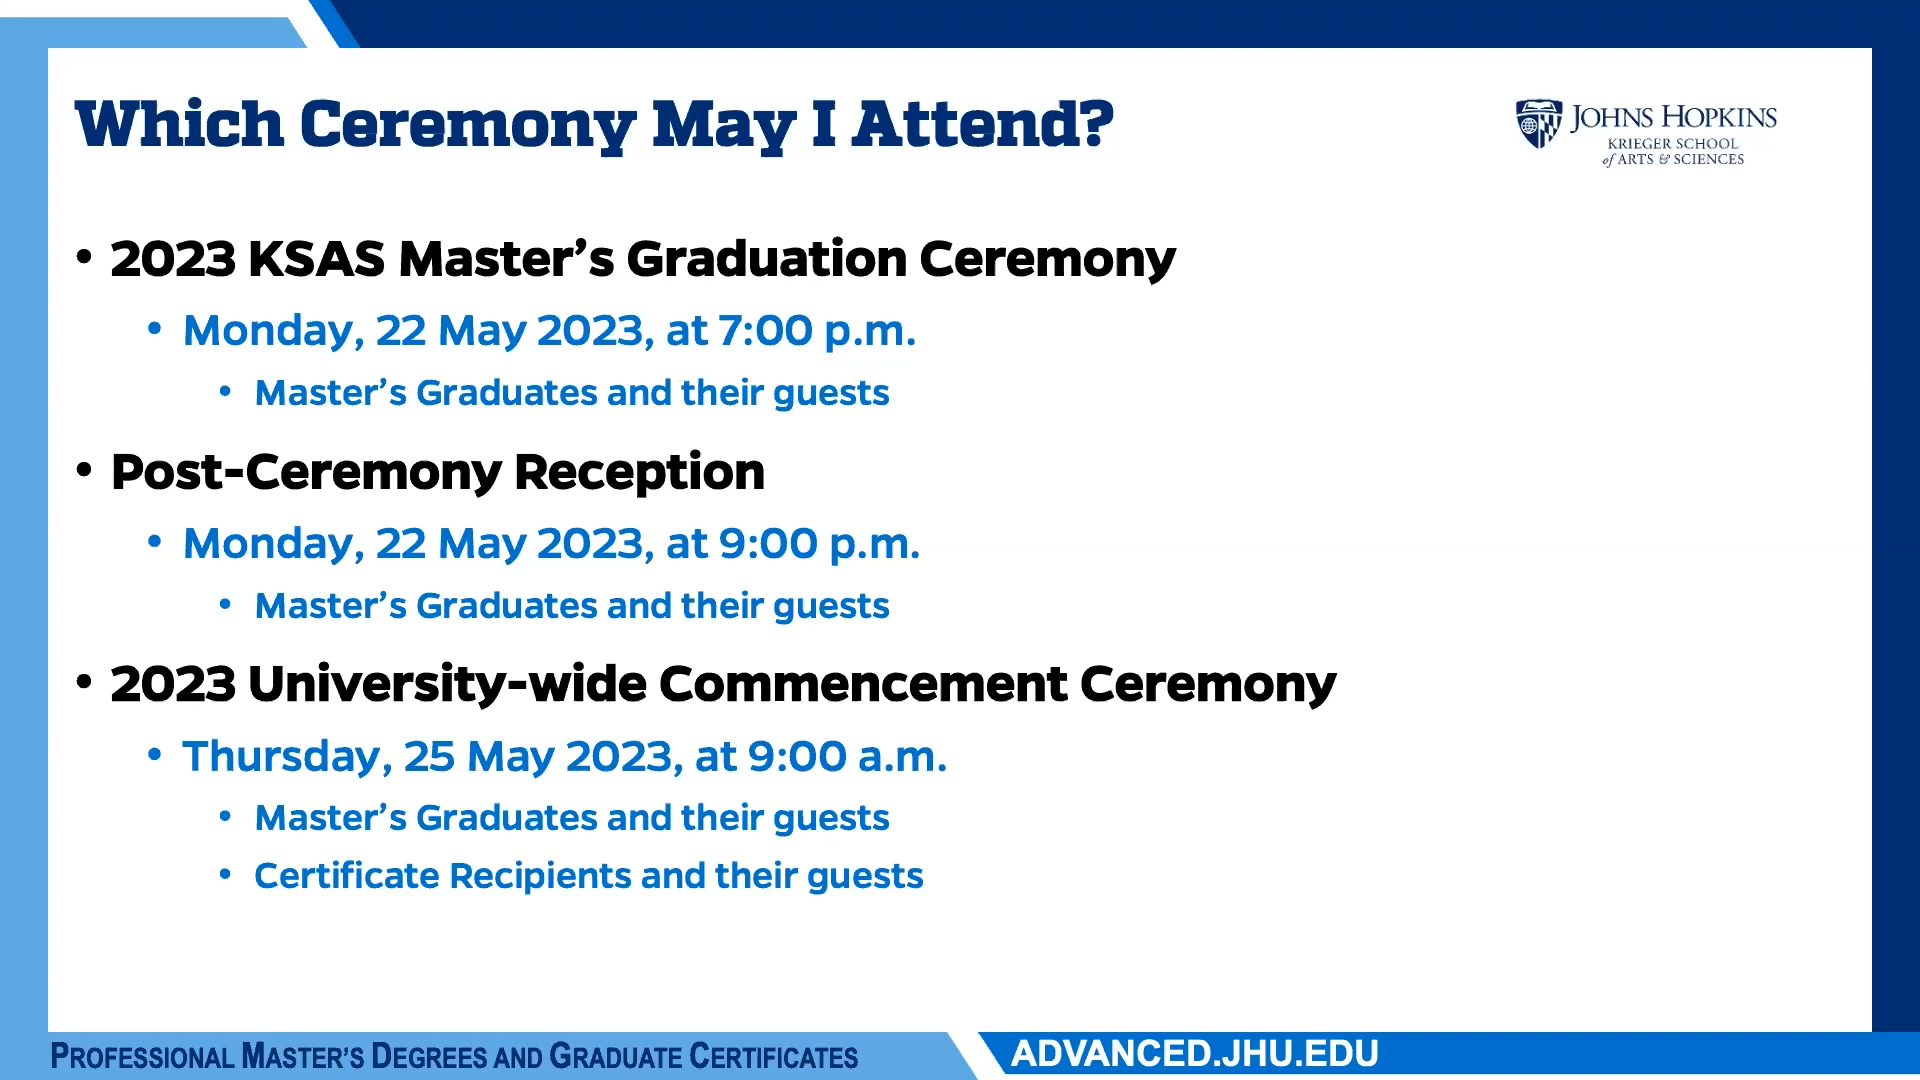 Which Ceremony May I Attend?
JOHNS HOPKINS
KRIEGER SCHOOL
of ARTS & SCIENCES
• 2023 KSAS Master’s Graduation Ceremony
• Monday, 22 May 2023, at 7:00 p.m.
• Master’s Graduates and their guests
• Post-Ceremony Reception
• Monday, 22 May 2023, at 9:00 p.m.
• Master’s Graduates and their guests
• 2023 University-wide Commencement Ceremony
• Thursday, 25 May 2023, at 9:00 a.m.
• Master’s Graduates and their guests
• Certificate Recipients and their guests
PROFESSIONAL MASTER’S DEGREES AND GRADUATE CERTIFICATES
ADVANCED.JHU.EDU